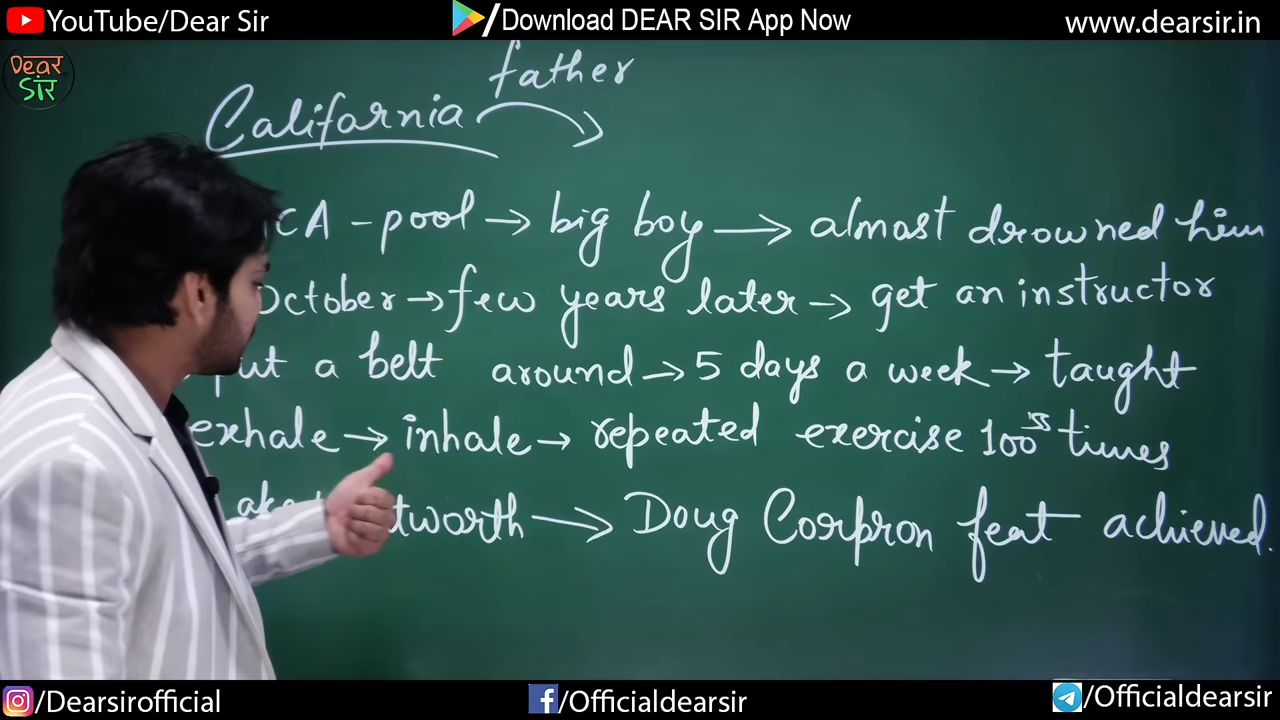 YouTube/Dear Sir
/Download DEAR SIR App Now
www.dearsir.in
Dear
Sir
father
California →
CA - pool → big boy → almost drowned him
October → few years later → get an instructor
put a belt around → 5 days a week → taught
exhale → inhale → repeated exercise 100s times
tworth → Doug Corpron feat achieved.
/Dearsirofficial
/Officialdearsir
/Officialdearsir